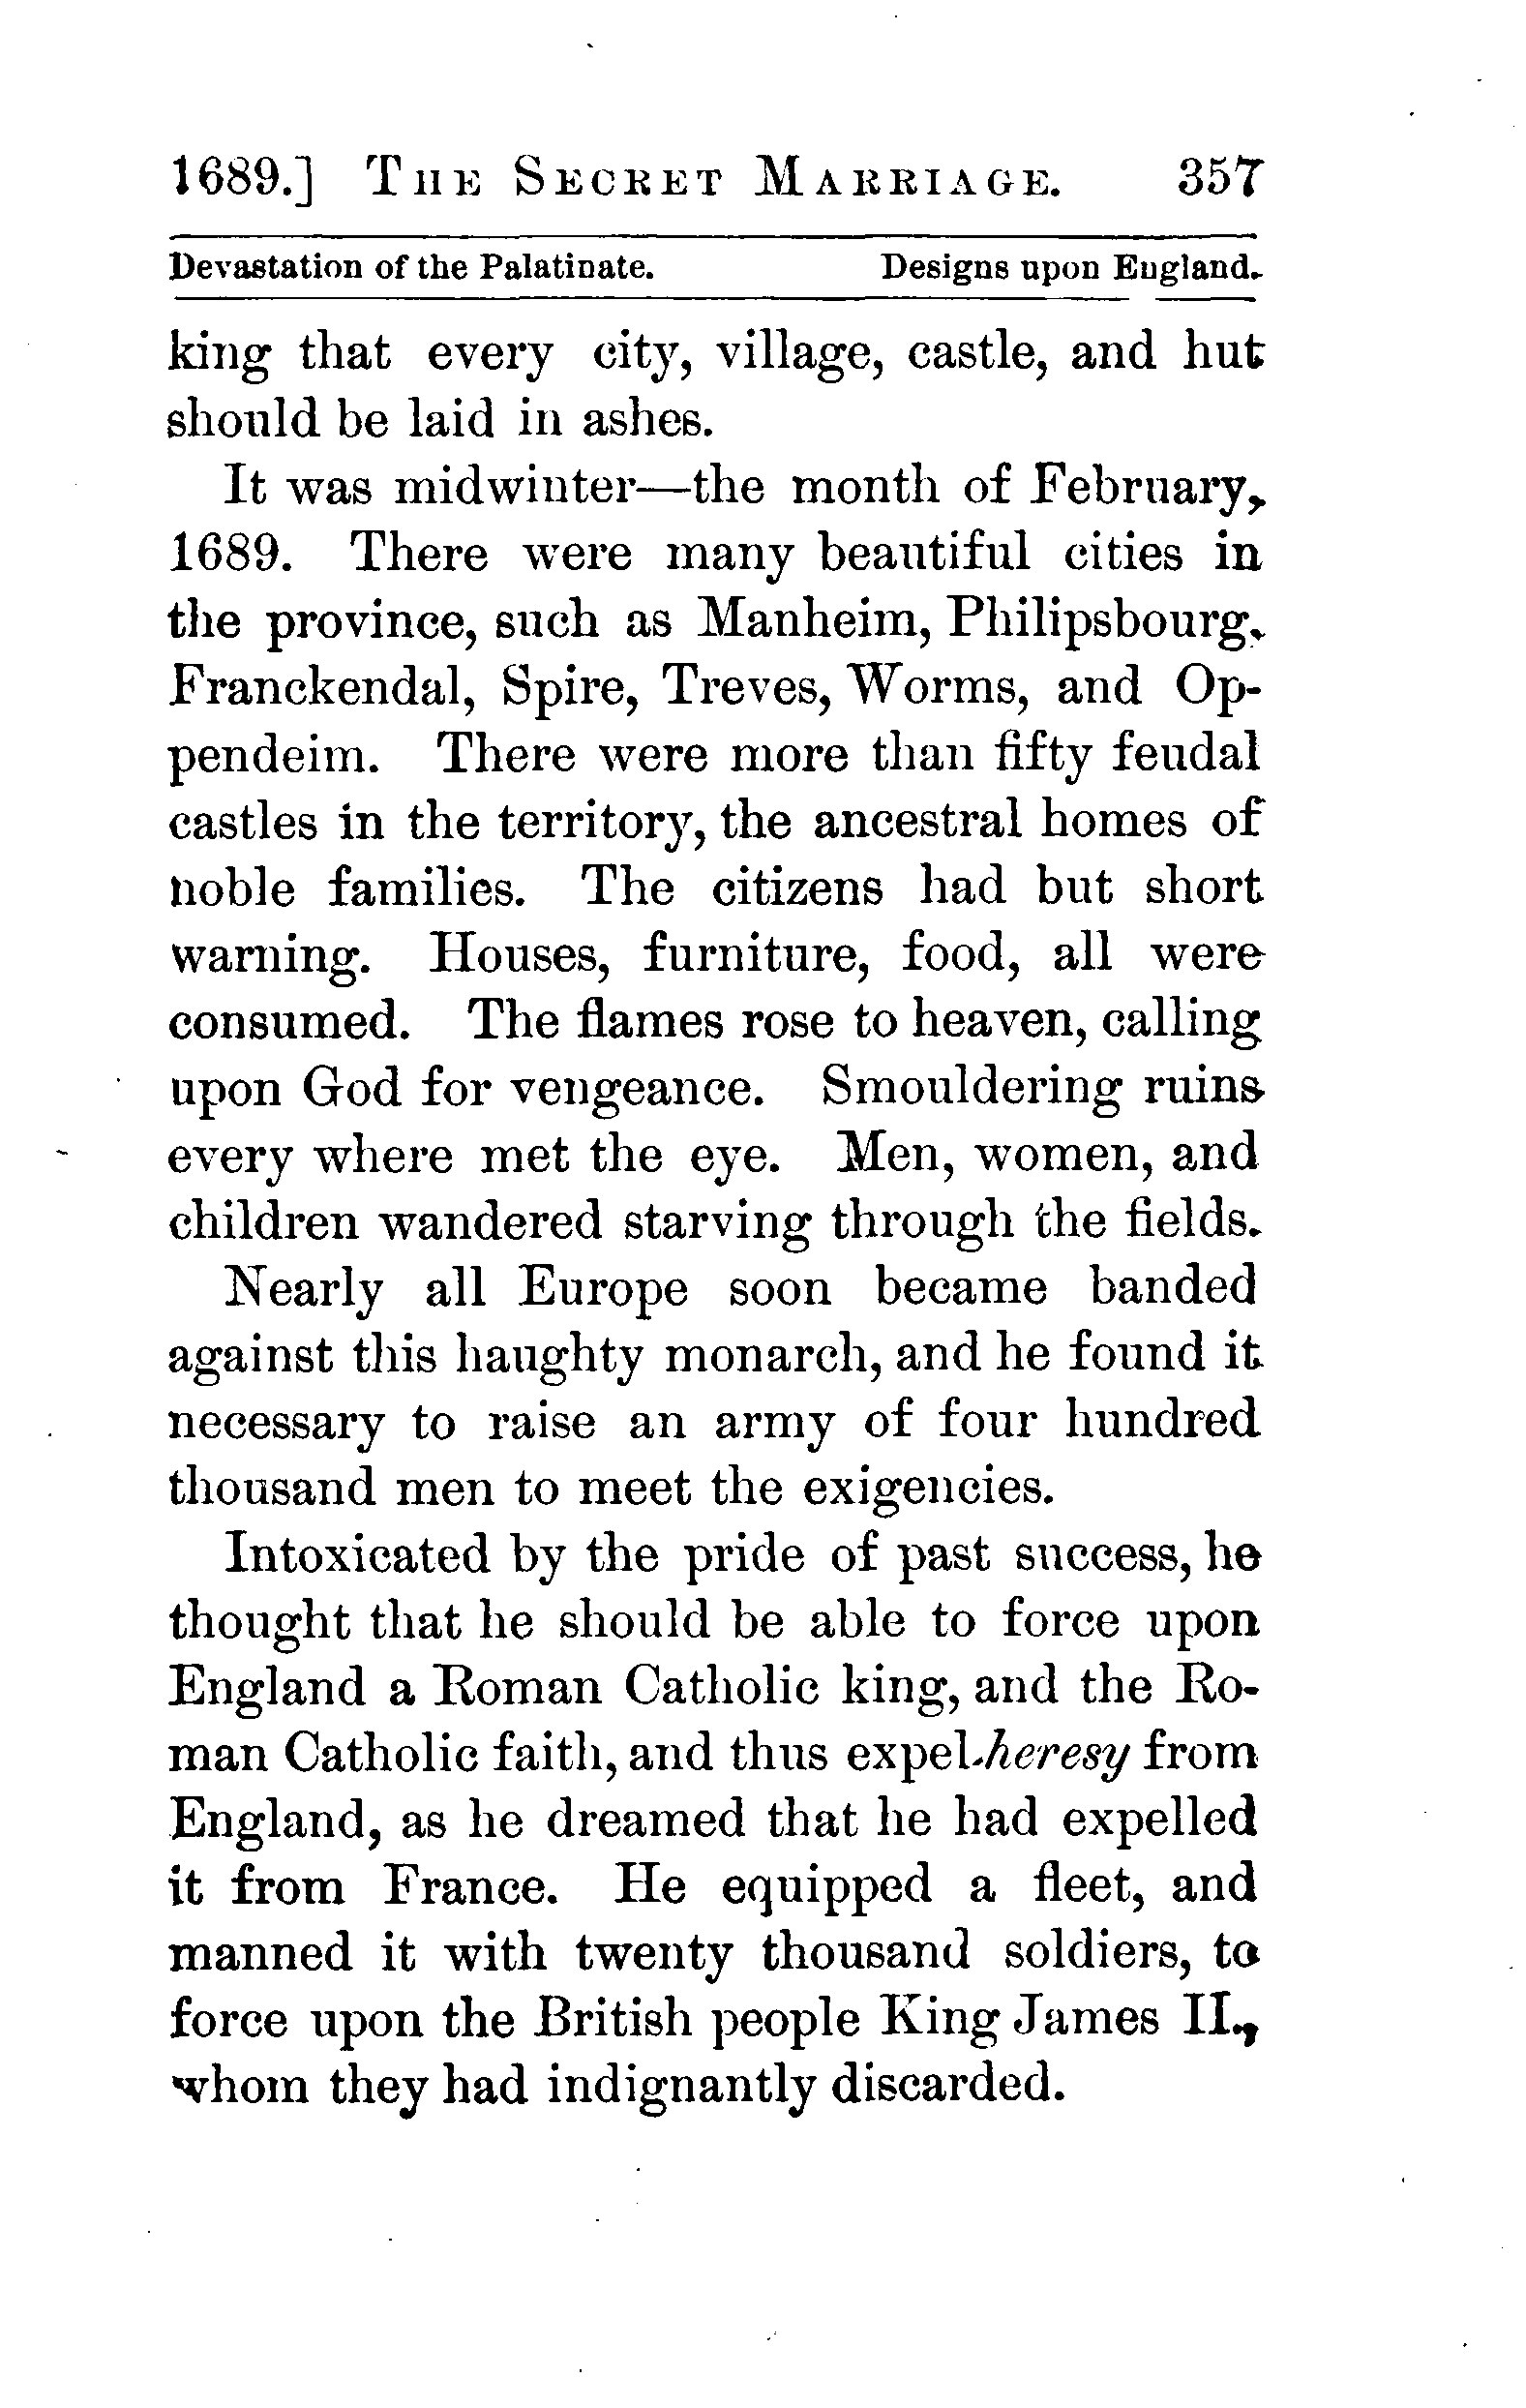 1689.] THE SECRET MARRIAGE. 357
Devastation of the Palatinate. Designs upon England.
king that every city, village, castle, and hut
should be laid in ashes.
It was midwinter—the month of February,
1689. There were many beautiful cities in
the province, such as Manheim, Philipsbourg,
Franckendal, Spire, Treves, Worms, and Op-
pendeim. There were more than fifty feudal
castles in the territory, the ancestral homes of
noble families. The citizens had but short
warning. Houses, furniture, food, all were
consumed. The flames rose to heaven, calling
upon God for vengeance. Smouldering ruins
every where met the eye. Men, women, and
children wandered starving through the fields.
Nearly all Europe soon became banded
against this haughty monarch, and he found it
necessary to raise an army of four hundred
thousand men to meet the exigencies.
Intoxicated by the pride of past success, he
thought that he should be able to force upon
England a Roman Catholic king, and the Ro-
man Catholic faith, and thus expel heresy from
England, as he dreamed that he had expelled
it from France. He equipped a fleet, and
manned it with twenty thousand soldiers, to
force upon the British people King James II.,
whom they had indignantly discarded.